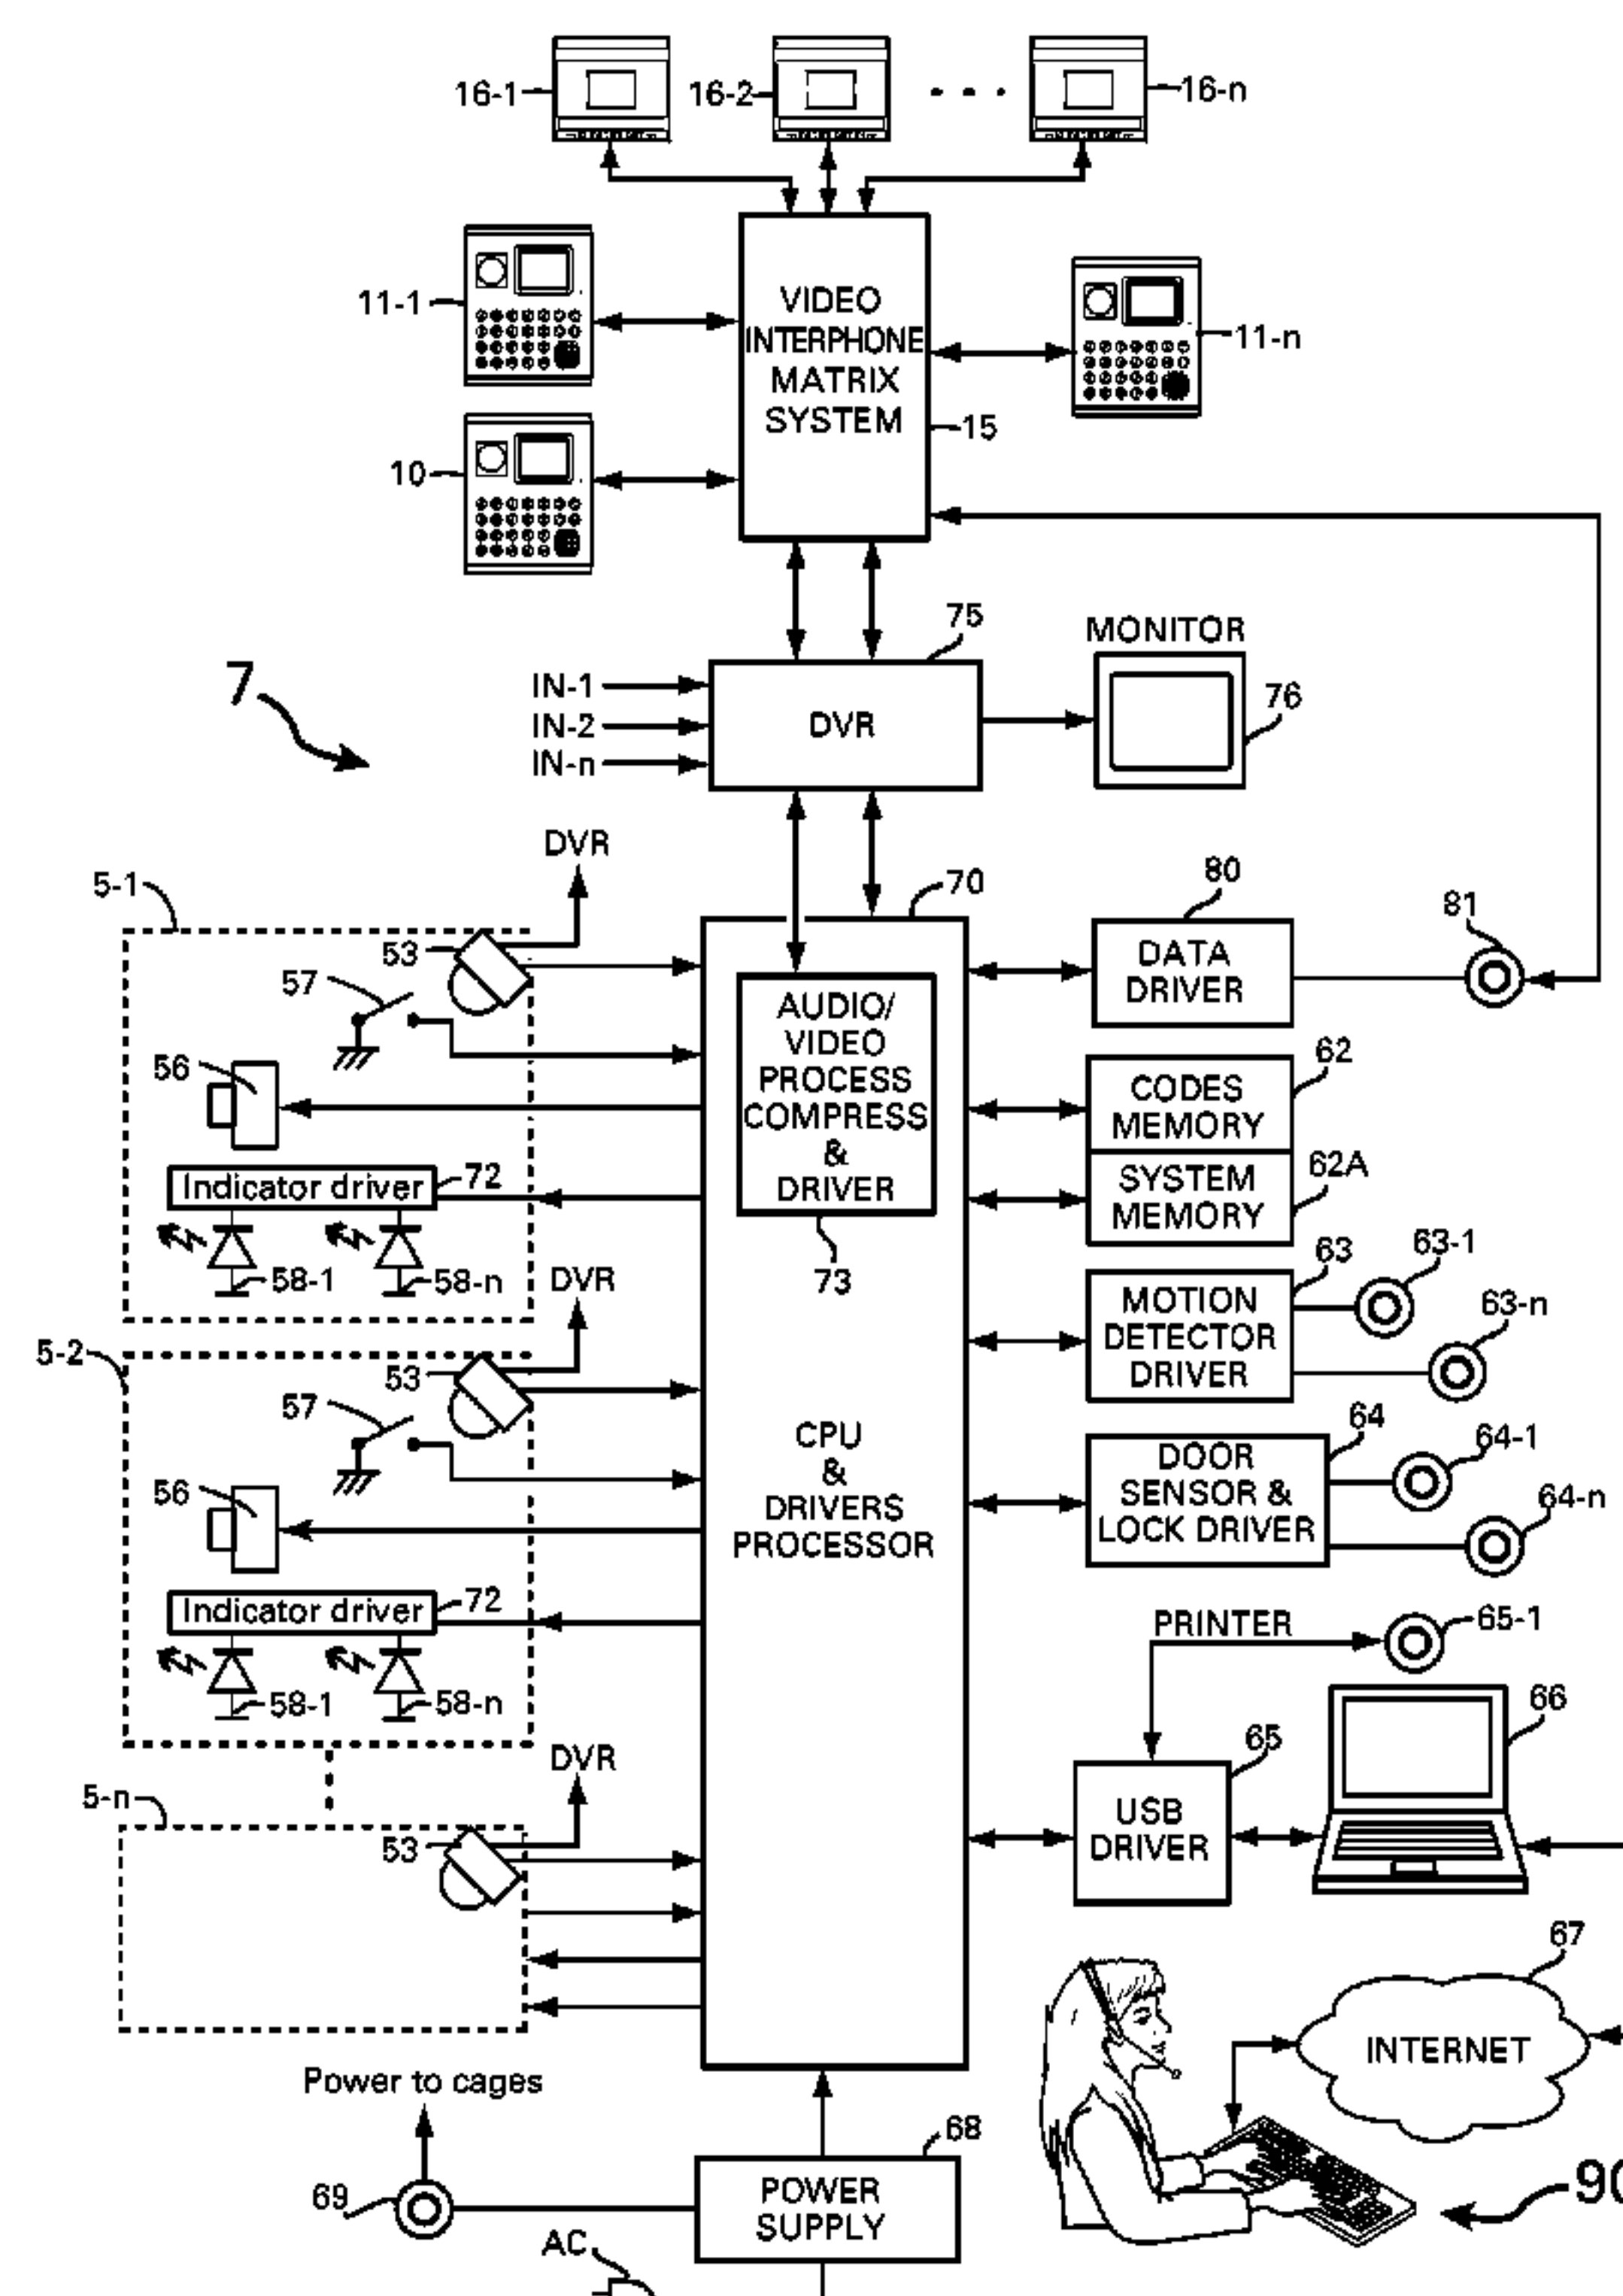 16-1
16-2
16-n
11-1
VIDEO
INTERPHONE
MATRIX
SYSTEM
11-n
15
10
75
MONITOR
7
IN-1
IN-2
IN-n
DVR
76
DVR
5-1
70
80
81
53
57
DATA
DRIVER
AUDIO/
VIDEO
PROCESS
COMPRESS
&
DRIVER
56
62
CODES
MEMORY
Indicator driver
72
SYSTEM
MEMORY
62A
58-1
58-n
DVR
73
63
63-1
MOTION
DETECTOR
DRIVER
63-n
5-2
53
57
CPU
&
DRIVERS
PROCESSOR
64
64-1
DOOR
SENSOR &
LOCK DRIVER
64-n
56
Indicator driver
72
PRINTER
65-1
58-1
58-n
66
DVR
65
5-n
53
USB
DRIVER
67
INTERNET
Power to cages
68
69
POWER
SUPPLY
90
AC